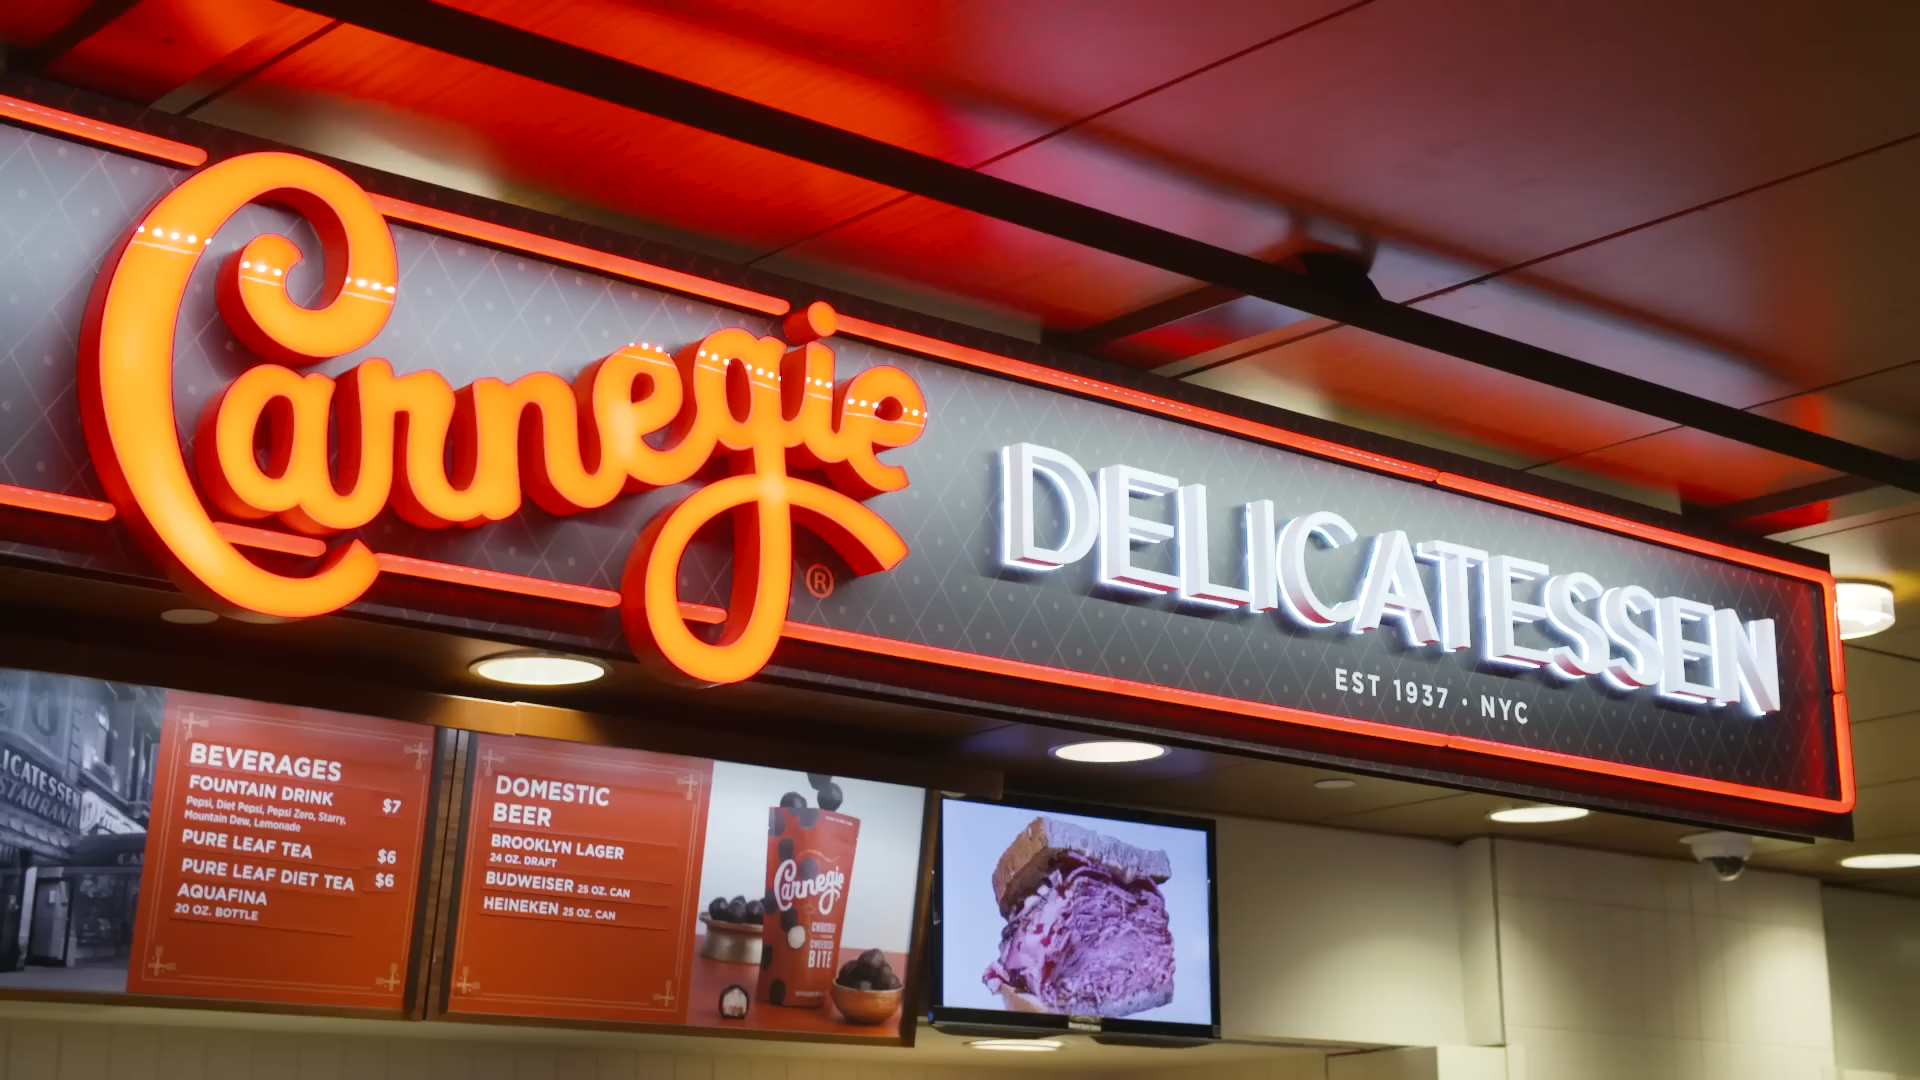 Carnegie
®
DELICATESSEN
EST 1937 • NYC
BEVERAGES
FOUNTAIN DRINK $7
Pepsi, Diet Pepsi, Pepsi Zero, Starry,
Mountain Dew, Lemonade
PURE LEAF TEA $6
PURE LEAF DIET TEA $6
AQUAFINA
20 OZ. BOTTLE
DOMESTIC
BEER
BROOKLYN LAGER
24 OZ. DRAFT
BUDWEISER 25 OZ. CAN
HEINEKEN 25 OZ. CAN
Carnegie
BITE
LICATESSEN
STAURAN